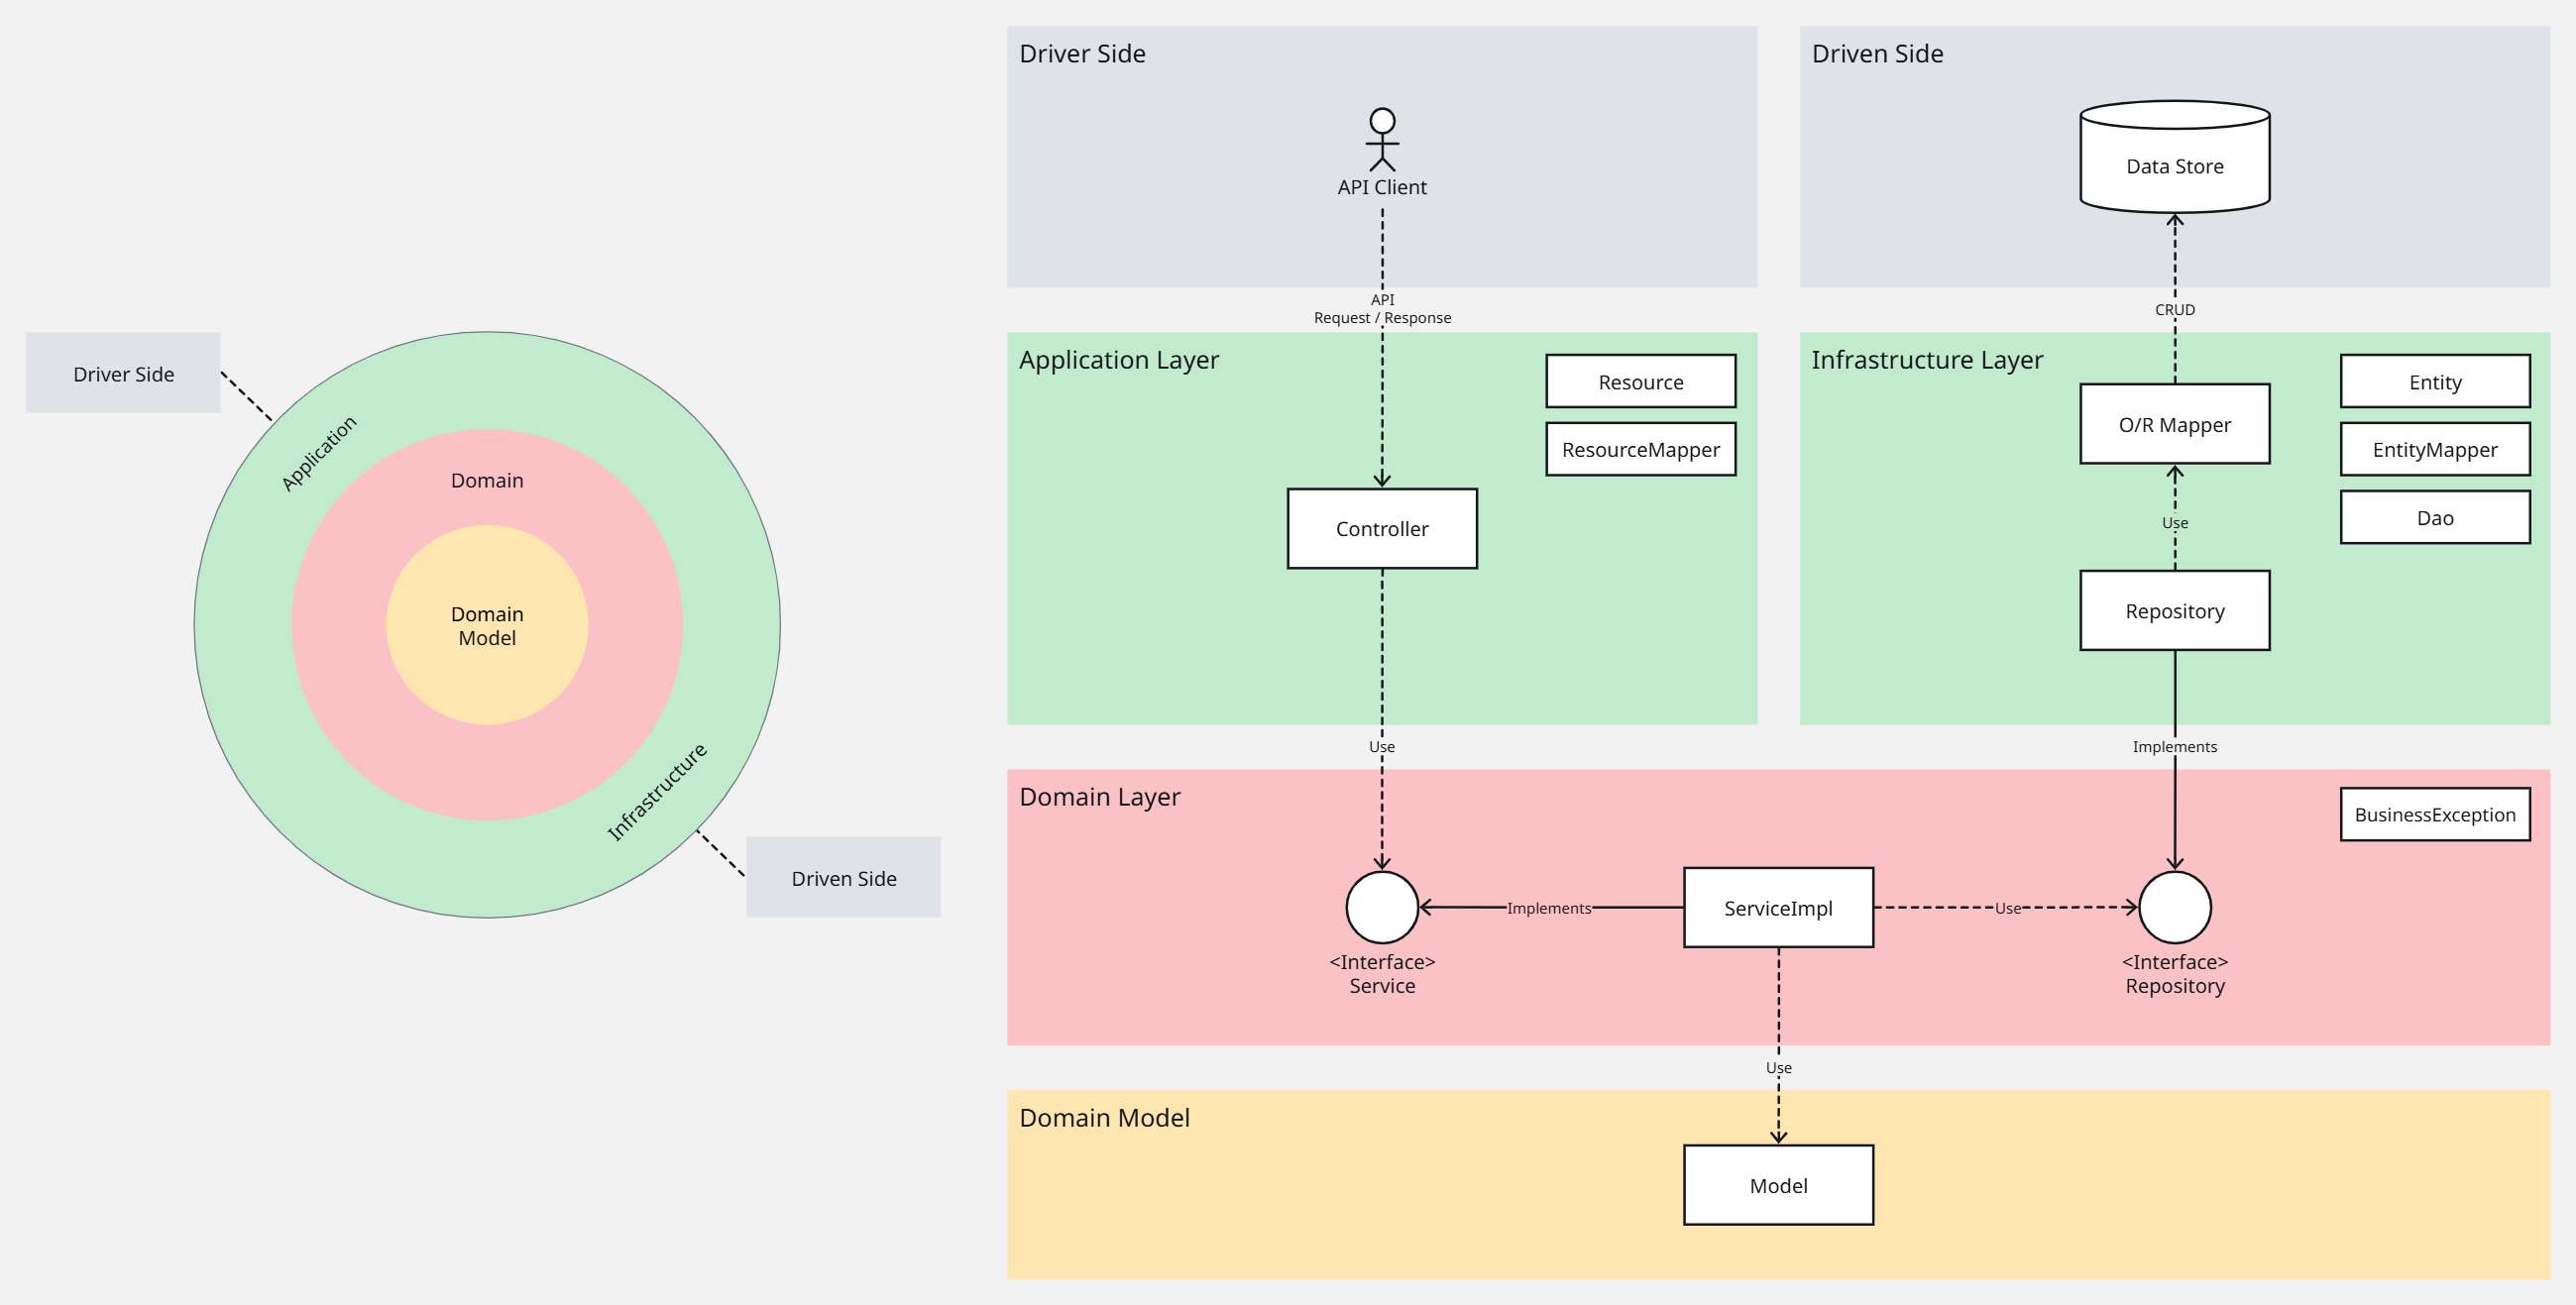 Driver Side
Application
Domain
Domain
Model
Infrastructure
Driven Side
Driver Side
API Client
API
Request / Response
Driven Side
Data Store
CRUD
Application Layer
Resource
ResourceMapper
Controller
Use
Infrastructure Layer
O/R Mapper
Entity
EntityMapper
Dao
Use
Repository
Implements
Domain Layer
BusinessException
<Interface>
Service
Implements
ServiceImpl
Use
<Interface>
Repository
Use
Domain Model
Model